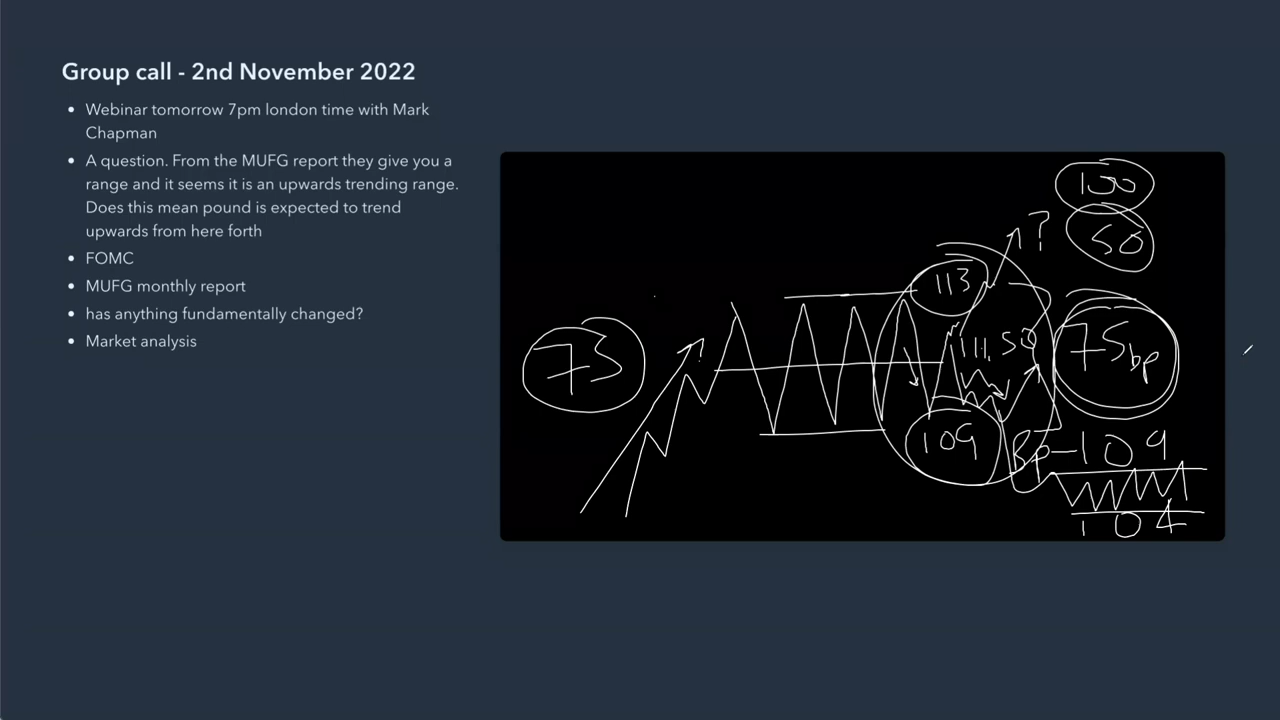 Group call - 2nd November 2022
• Webinar tomorrow 7pm london time with Mark
Chapman
• A question. From the MUFG report they give you a
range and it seems it is an upwards trending range.
Does this mean pound is expected to trend
upwards from here forth
• FOMC
• MUFG monthly report
• has anything fundamentally changed?
• Market analysis
100
50
?
113
75
111.50
75bp
109
Bp-109
104